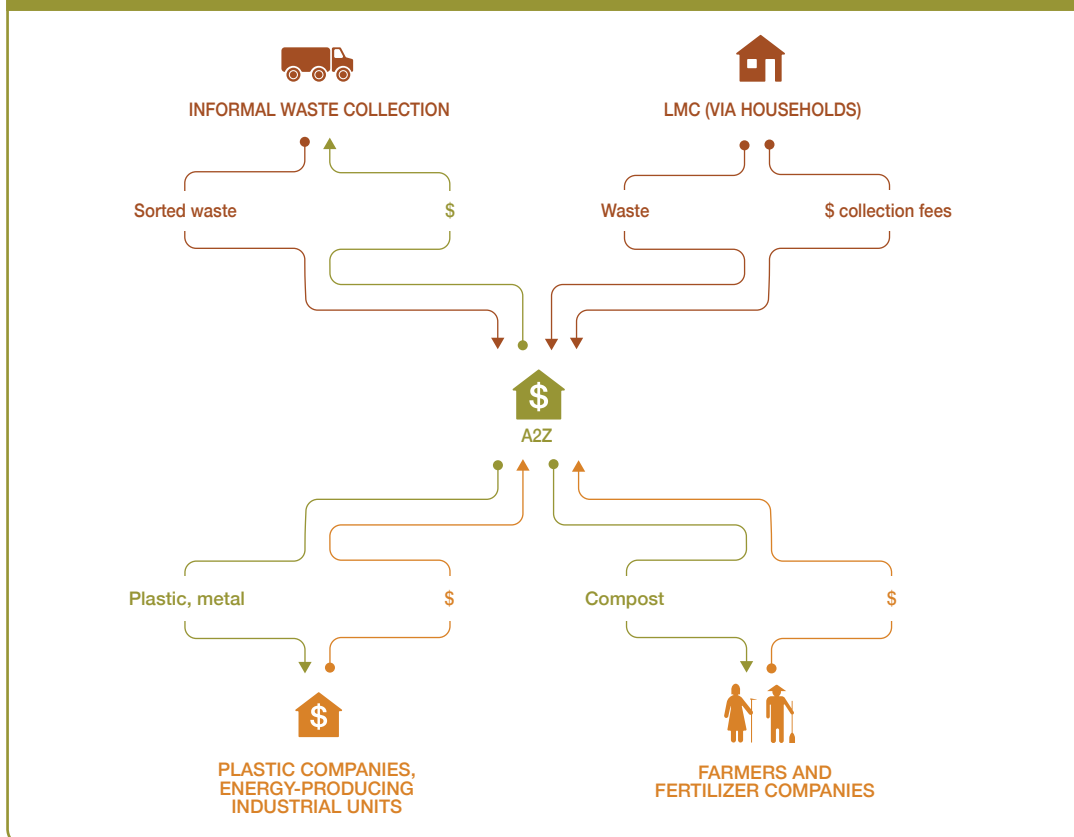 INFORMAL WASTE COLLECTION
LMC (VIA HOUSEHOLDS)
Sorted waste
$
Waste
$ collection fees
$
A2Z
Plastic, metal
$
Compost
$
$
PLASTIC COMPANIES,
ENERGY-PRODUCING
INDUSTRIAL UNITS
FARMERS AND
FERTILIZER COMPANIES